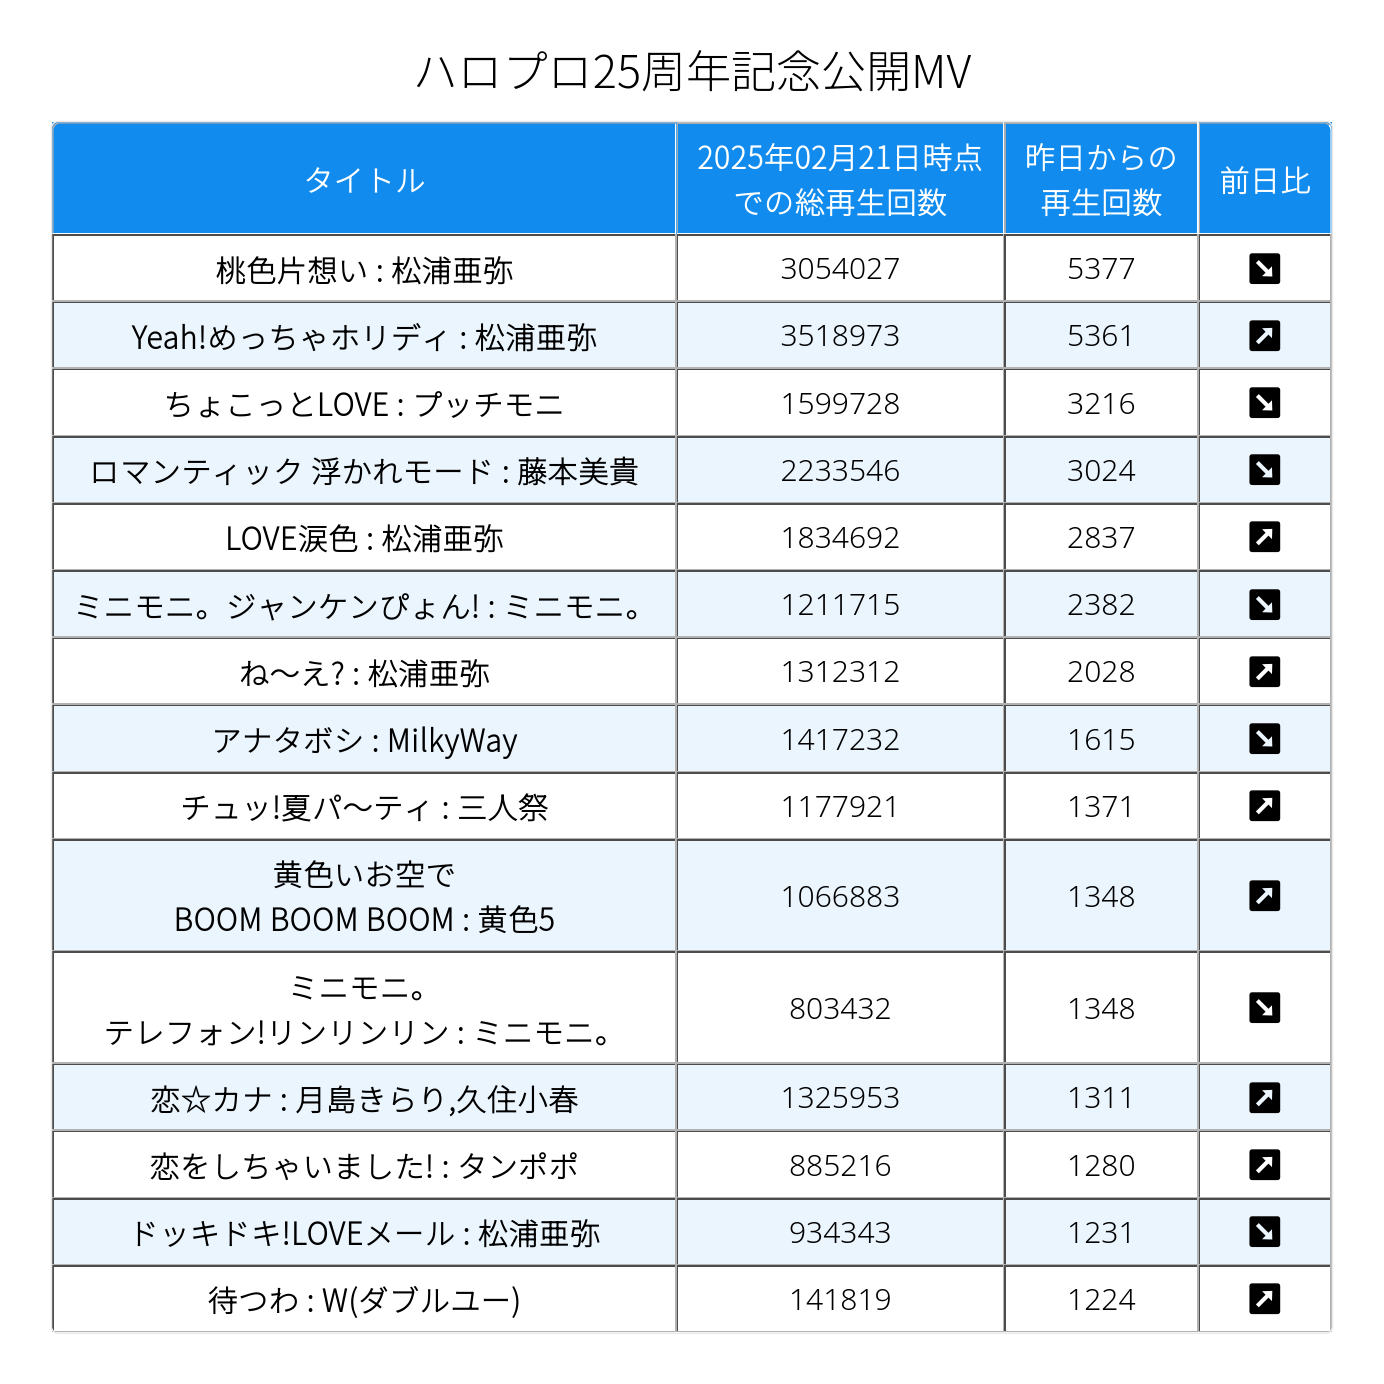 ハロプロ25周年記念公開MV
タイトル 2025年02月21日時点での総再生回数 昨日からの再生回数 前日比
桃色片想い : 松浦亜弥 3054027 5377 ↘
Yeah!めっちゃホリディ : 松浦亜弥 3518973 5361 ↗
ちょこっとLOVE : プッチモニ 1599728 3216 ↘
ロマンティック 浮かれモード : 藤本美貴 2233546 3024 ↘
LOVE涙色 : 松浦亜弥 1834692 2837 ↗
ミニモニ。ジャンケンぴょん! : ミニモニ。 1211715 2382 ↘
ね～え? : 松浦亜弥 1312312 2028 ↗
アナタボシ : MilkyWay 1417232 1615 ↘
チュッ!夏パ～ティ : 三人祭 1177921 1371 ↗
黄色いお空で
BOOM BOOM BOOM : 黄色5 1066883 1348 ↗
ミニモニ。
テレフォン!リンリンリン : ミニモニ。 803432 1348 ↘
恋☆カナ : 月島きらり,久住小春 1325953 1311 ↗
恋をしちゃいました! : タンポポ 885216 1280 ↗
ドッキドキ!LOVEメール : 松浦亜弥 934343 1231 ↘
待つわ : W(ダブルユー) 141819 1224 ↗